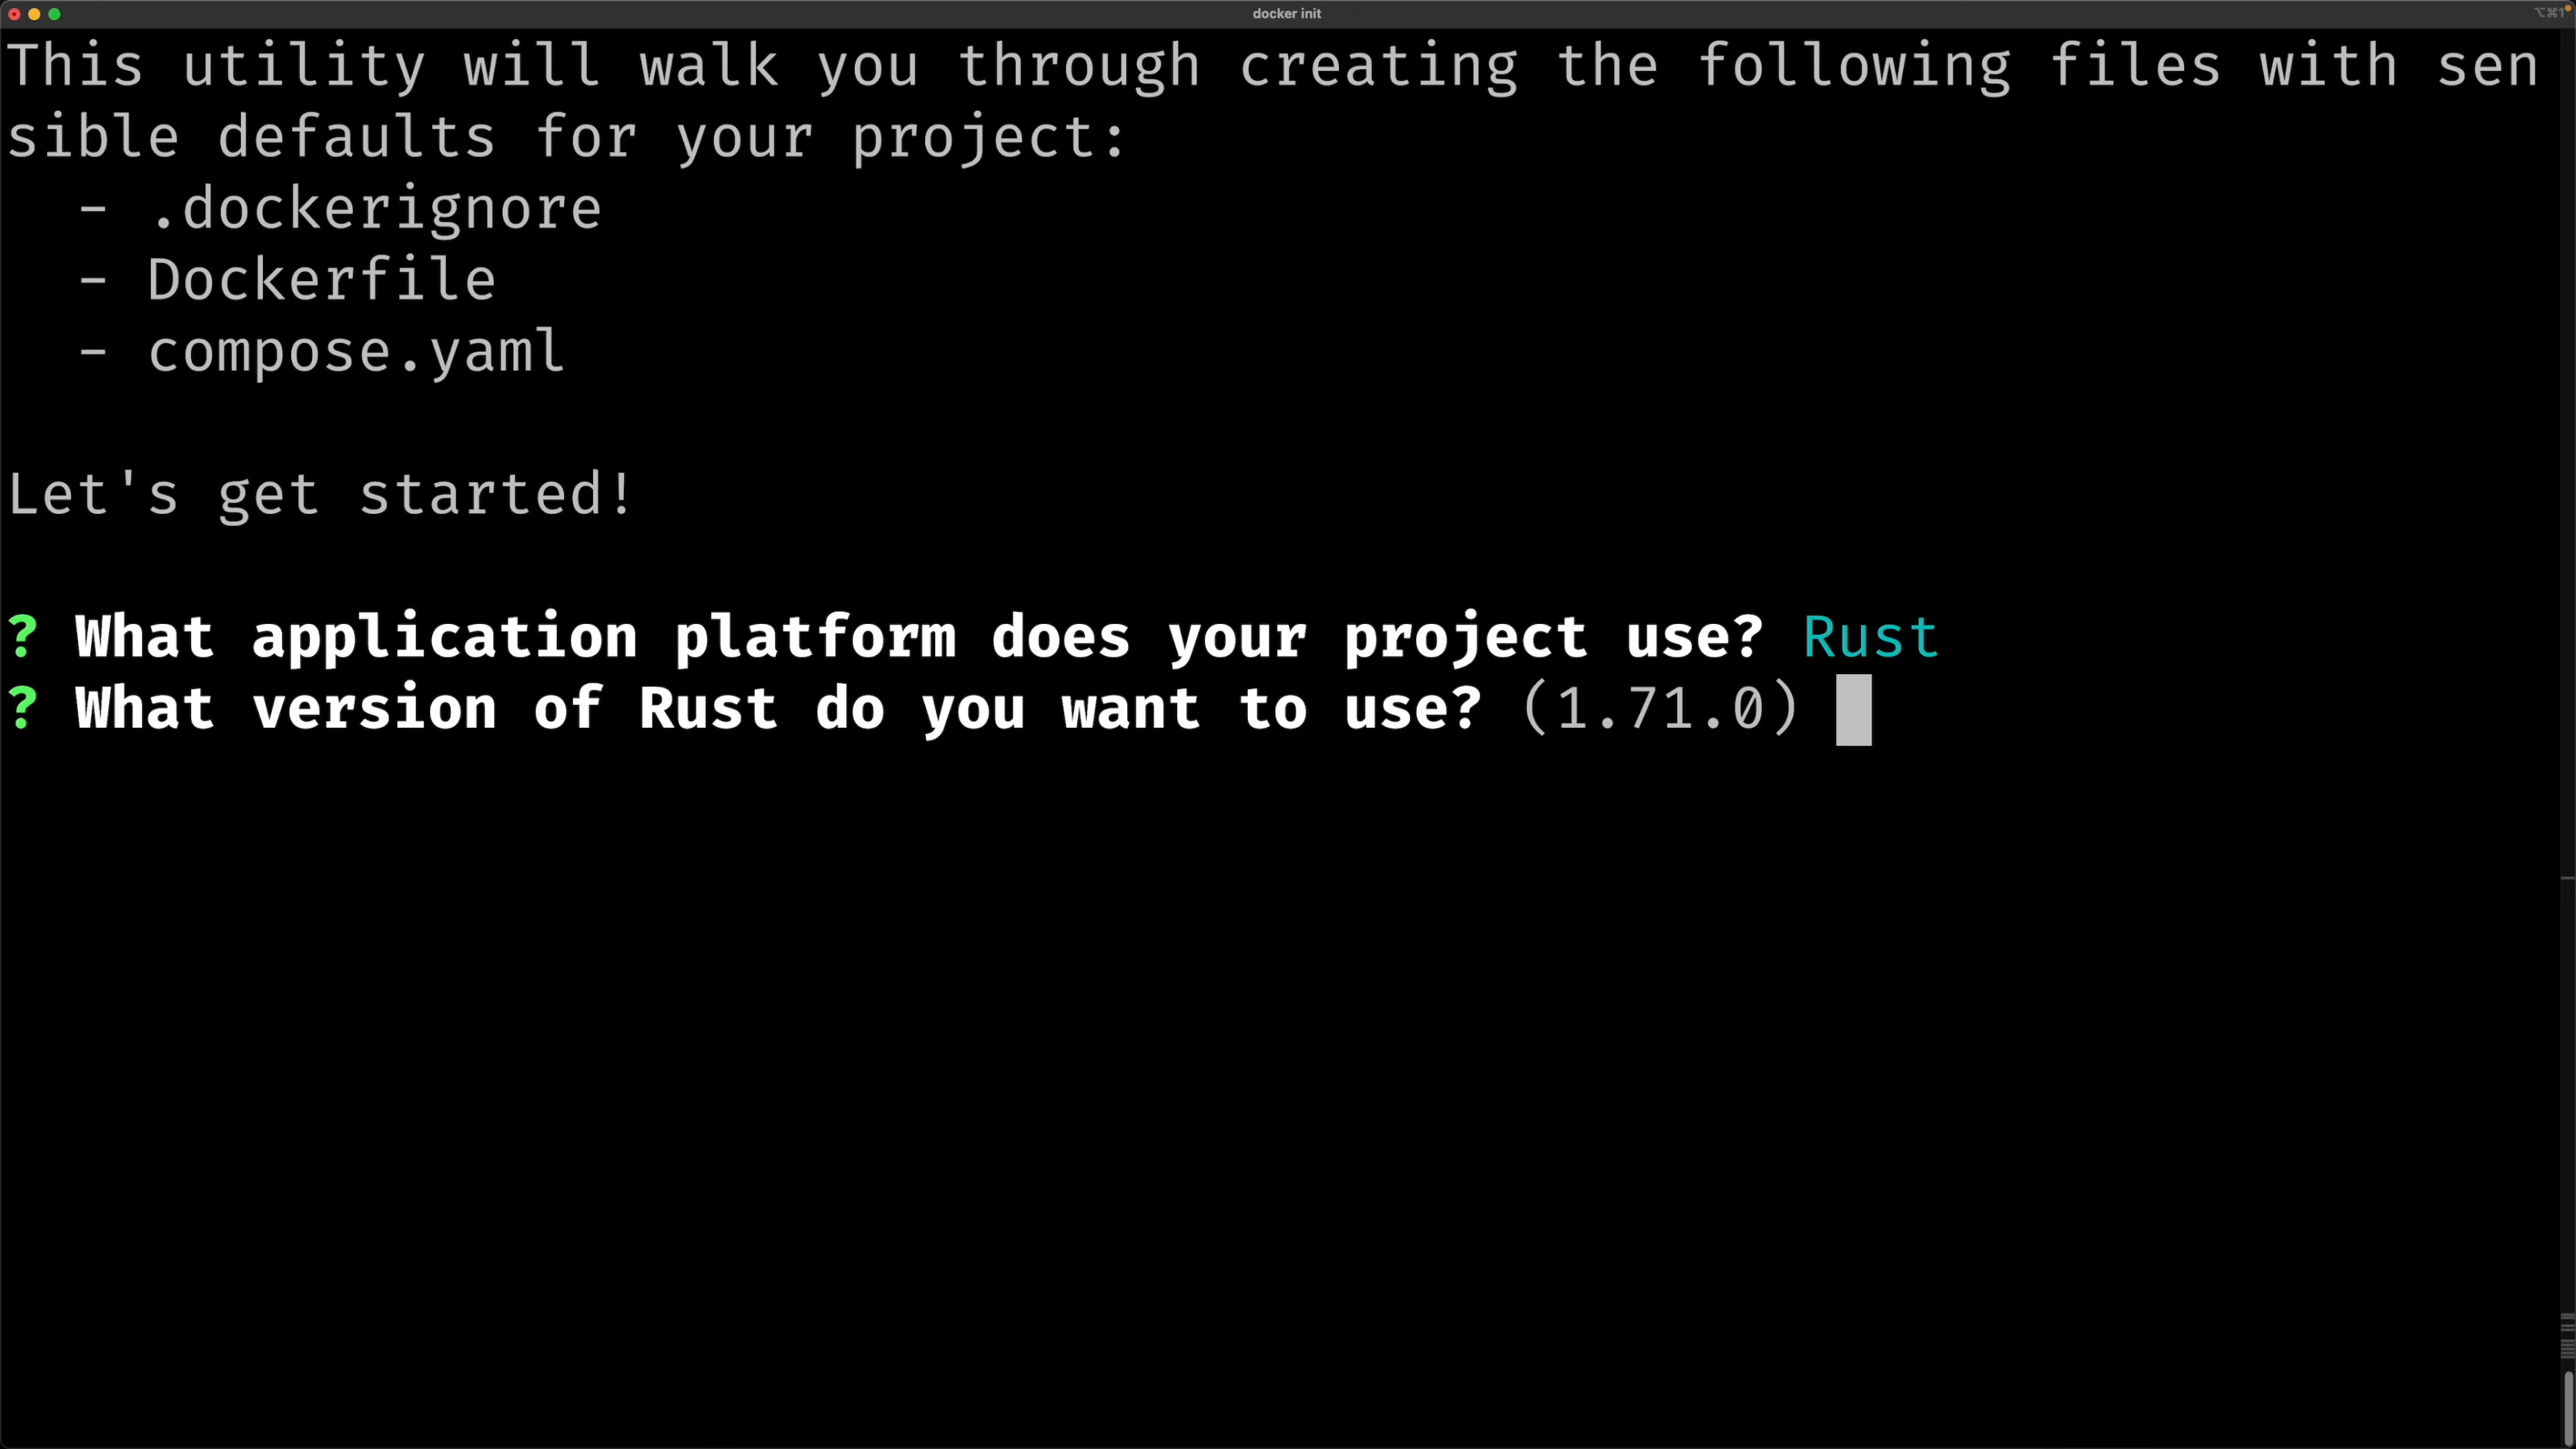 docker init
⌥⌘1
This utility will walk you through creating the following files with sen
sible defaults for your project:
- .dockerignore
- Dockerfile
- compose.yaml
Let's get started!
? What application platform does your project use? Rust
? What version of Rust do you want to use? (1.71.0)